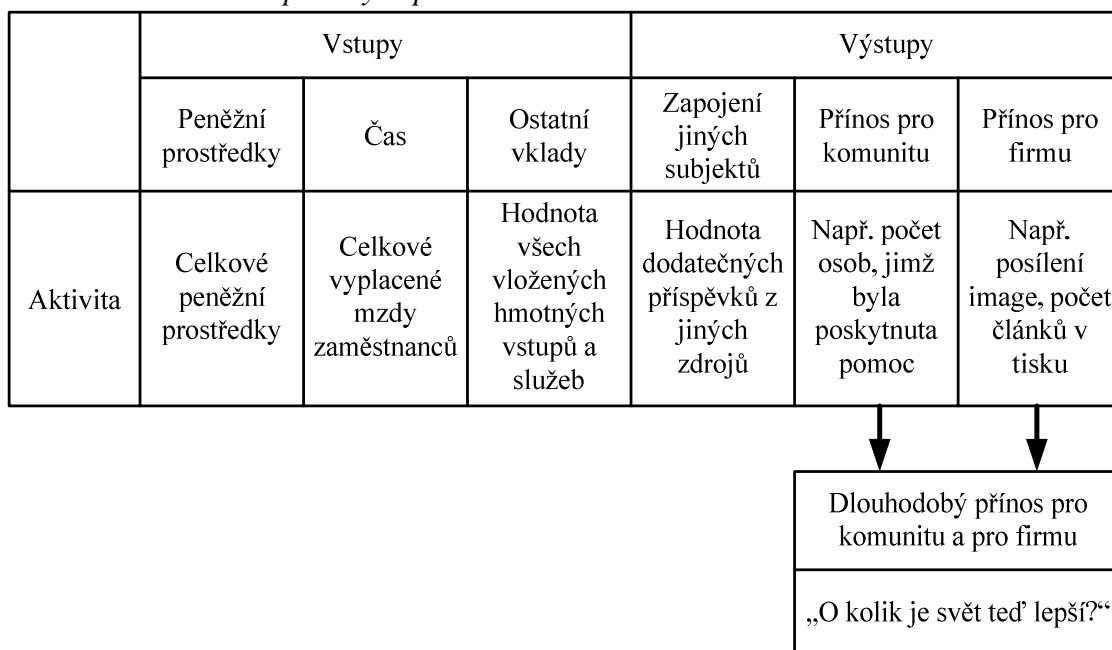 Vstupy
Výstupy
Peněžní
prostředky
Čas
Ostatní
vklady
Zapojení
jiných
subjektů
Přínos pro
komunitu
Přínos pro
firmu
Aktivita
Celkové
peněžní
prostředky
Celkové
vyplacené
mzdy
zaměstnanců
Hodnota
všech
vložených
hmotných
vstupů a
služeb
Hodnota
dodatečných
příspěvků z
jiných
zdrojů
Např. počet
osob, jimž
byla
poskytnuta
pomoc
Např.
posílení
image, počet
článků v
tisku
Dlouhodobý přínos pro
komunitu a pro firmu
„O kolik je svět teď lepší?“